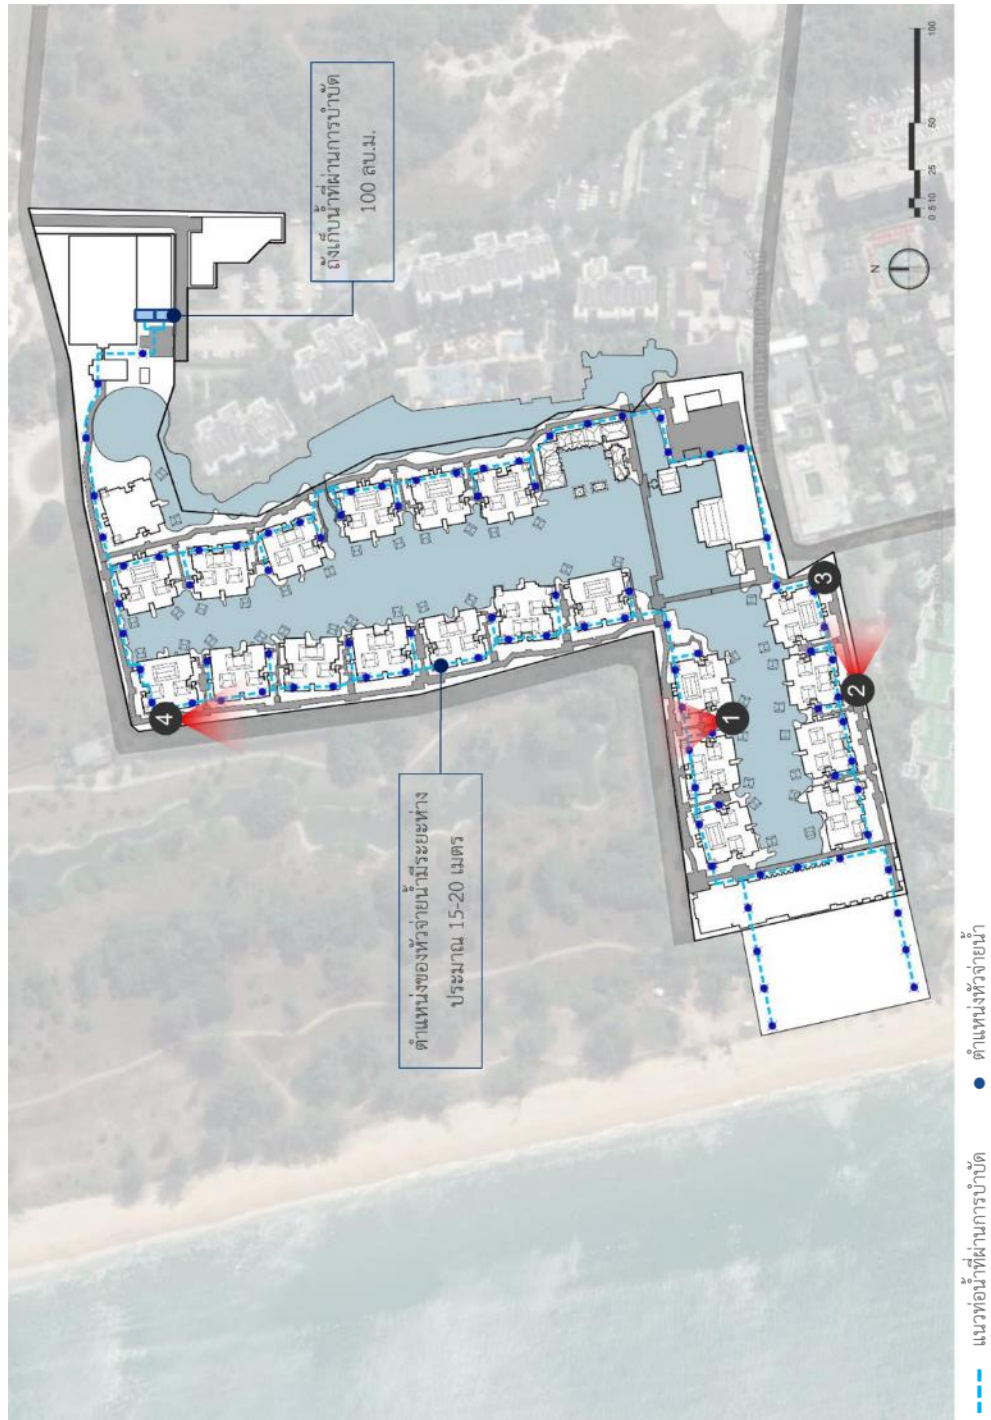 ถังเก็บน้ำที่ผ่านการบำบัด
100 ลบ.ม.
ตำแหน่งของหัวจ่ายน้ำมีระยะห่าง
ประมาณ 15-20 เมตร
N
0 5 10 25 50 100
4
1
2
3
แนวท่อน้ำที่ผ่านการบำบัด
ตำแหน่งหัวจ่ายน้ำ